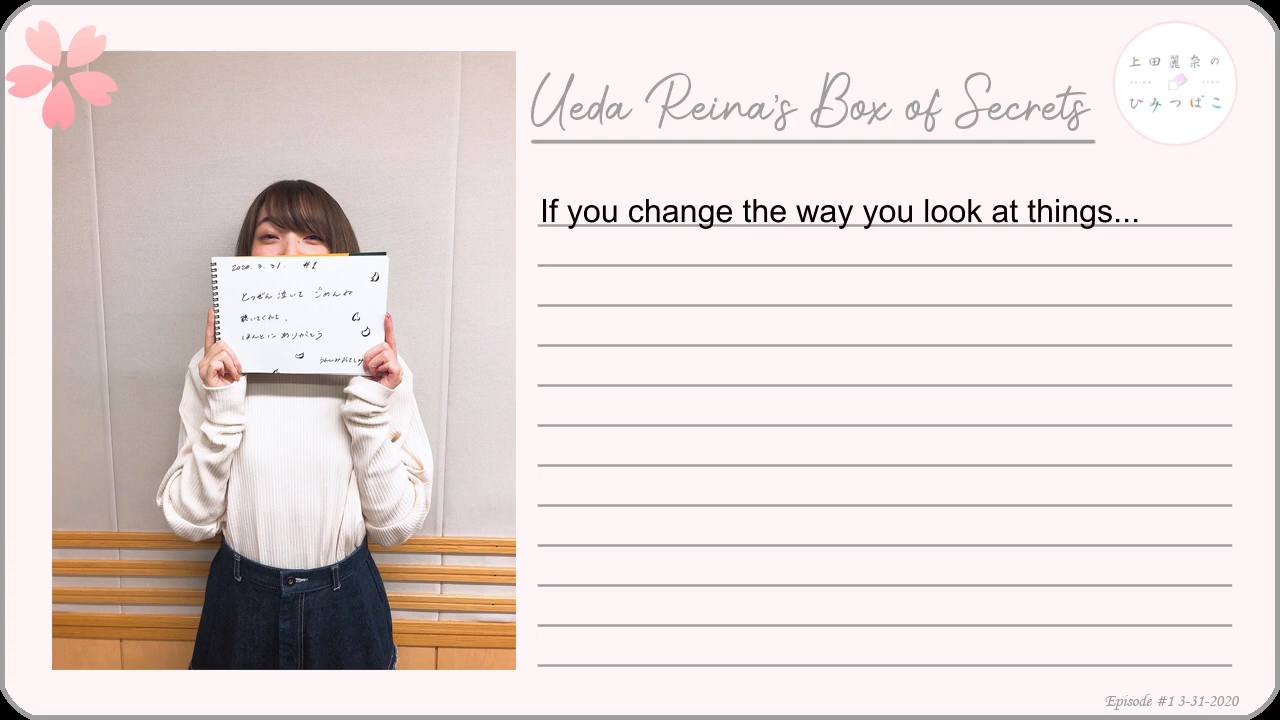 Ueda Reina's Box of Secrets
上田麗奈の
ひみつばこ
If you change the way you look at things...
2020. 3. 31. #1
とつぜん泣いて ごめんね
聴いてくれて、
ほんとにありがとう
Episode #1 3-31-2020